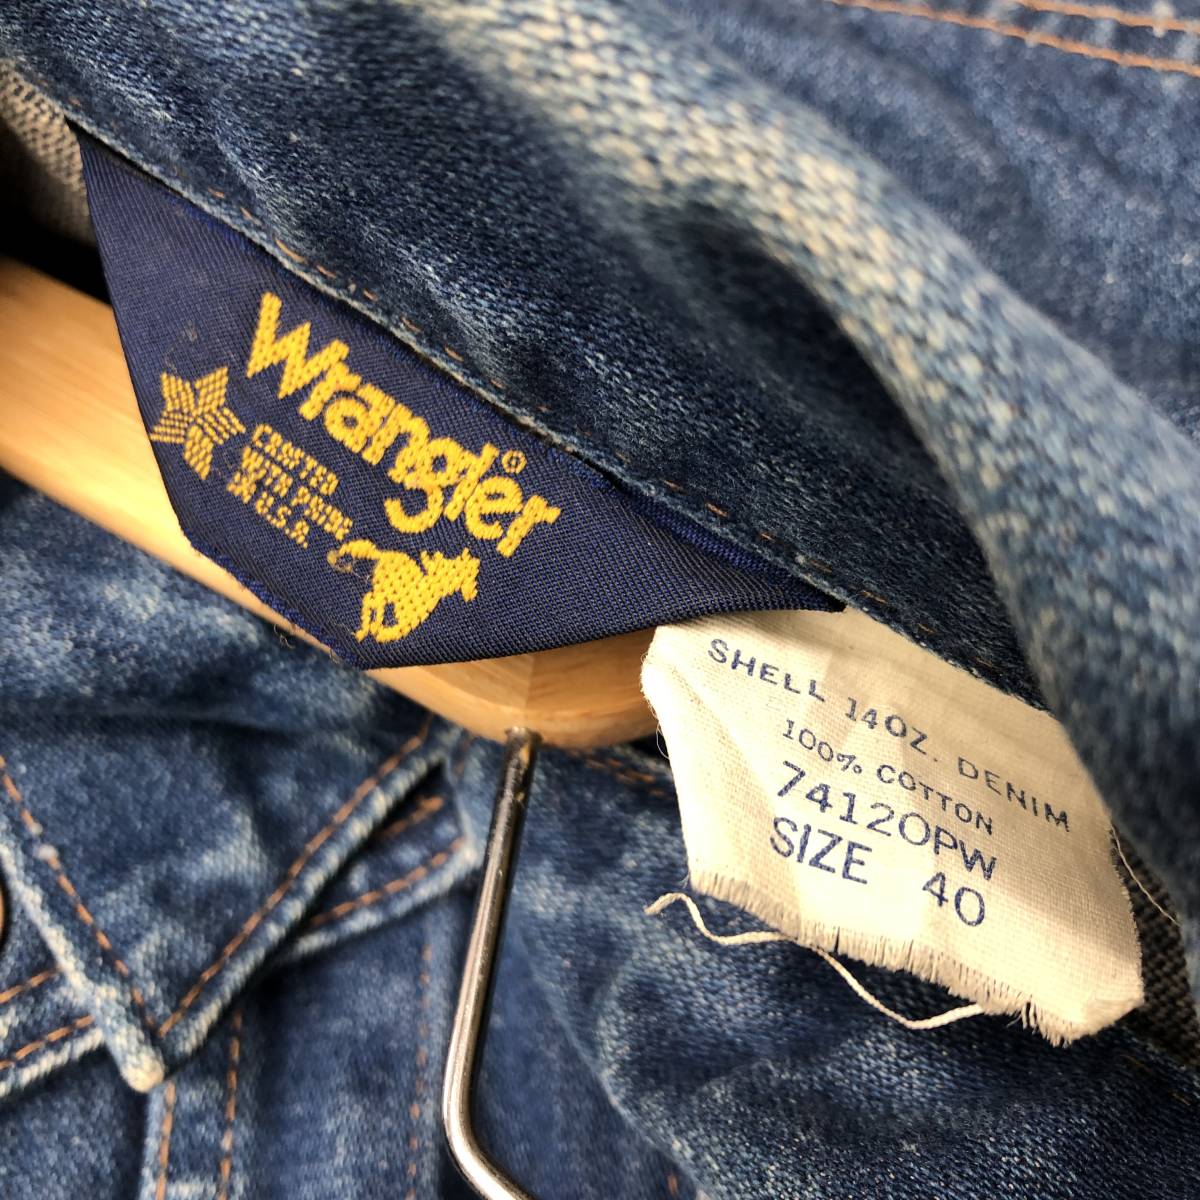 Wrangler®
CRAFTED
WITH PRIDE
IN U.S.A.
SHELL 14OZ. DENIM
100% COTTON
74120PW
SIZE 40